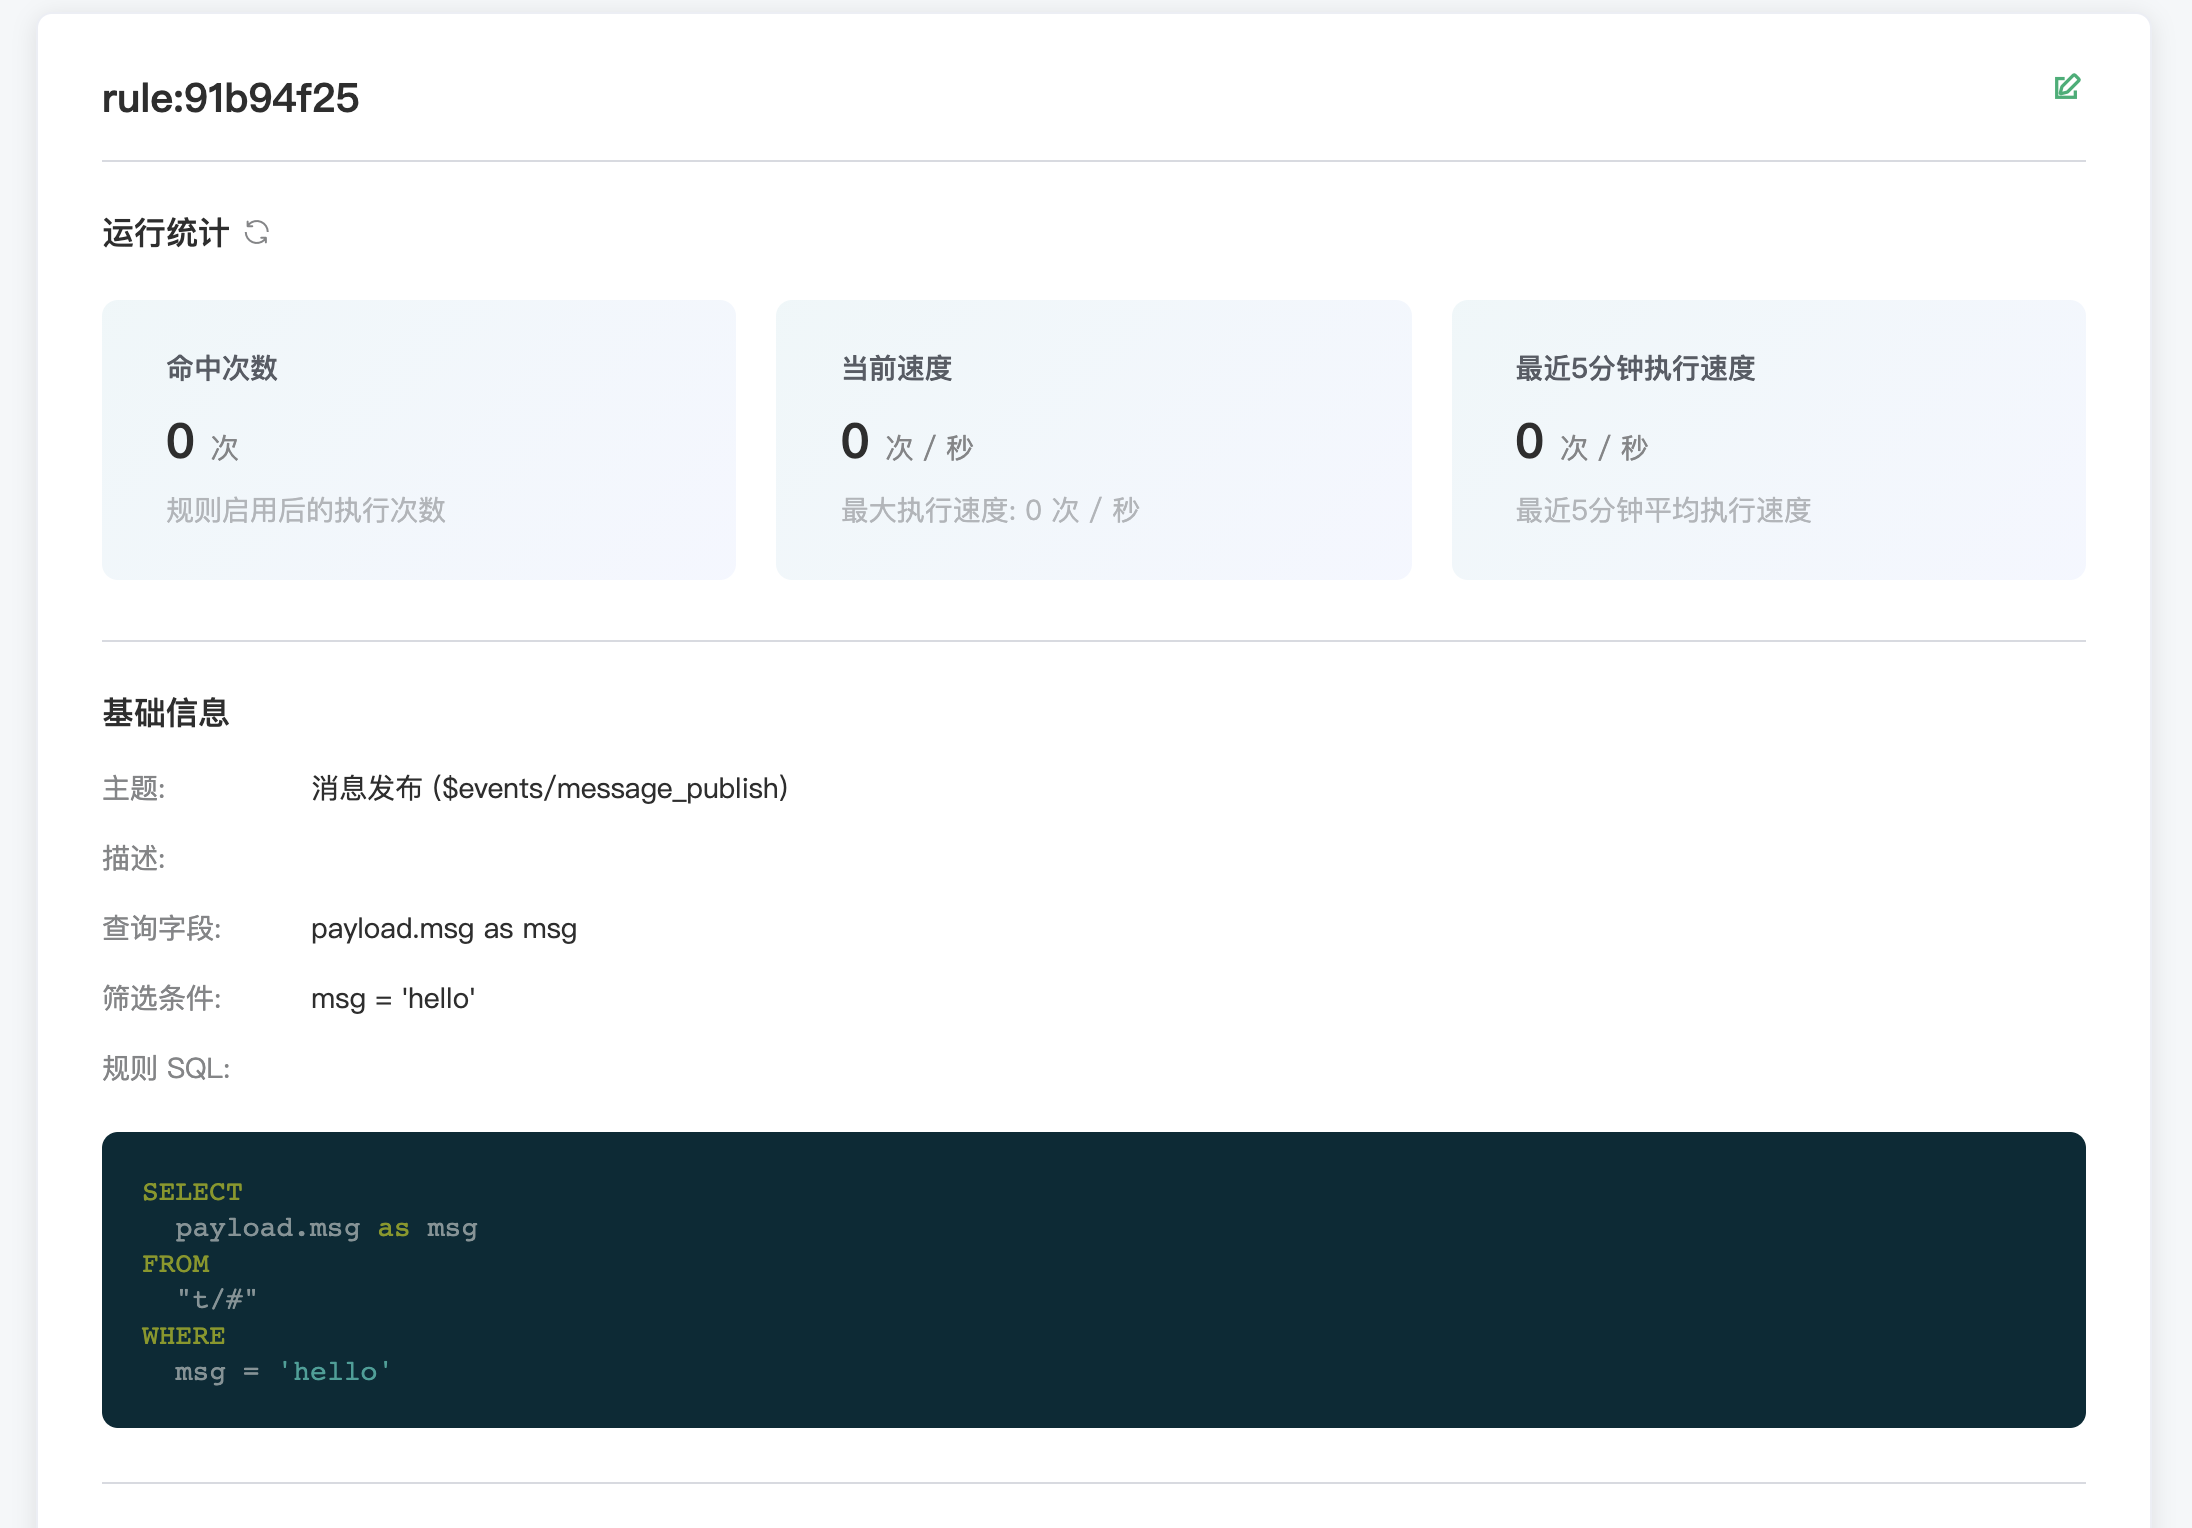 rule:91b94f25
运行统计
命中次数
0 次
规则启用后的执行次数
当前速度
0 次 / 秒
最大执行速度: 0 次 / 秒
最近5分钟执行速度
0 次 / 秒
最近5分钟平均执行速度
基础信息
主题: 消息发布 ($events/message_publish)
描述:
查询字段: payload.msg as msg
筛选条件: msg = 'hello'
规则 SQL:
SELECT
  payload.msg as msg
FROM
  "t/#"
WHERE
  msg = 'hello'